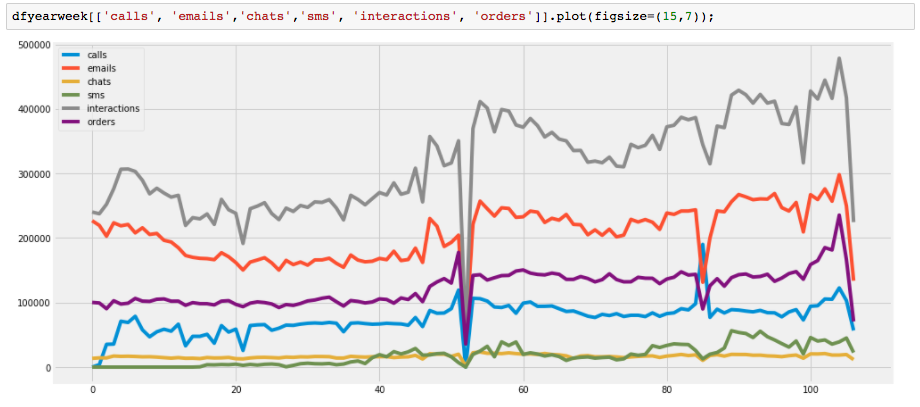 dfyearweek[['calls', 'emails','chats','sms', 'interactions', 'orders']].plot(figsize=(15,7));
500000
400000
300000
200000
100000
0
calls
emails
chats
sms
interactions
orders
0 20 40 60 80 100